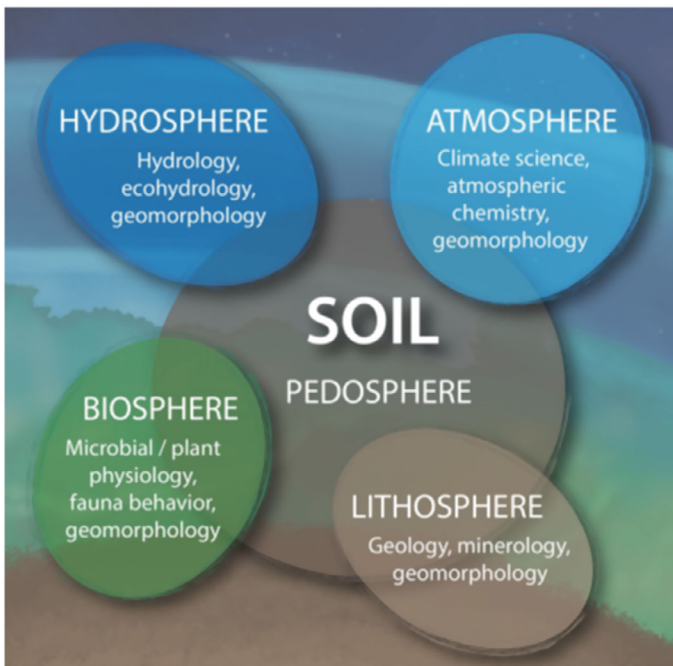 HYDROSPHERE
Hydrology,
ecohydrology,
geomorphology
ATMOSPHERE
Climate science,
atmospheric
chemistry,
geomorphology
SOIL
PEDOSPHERE
BIOSPHERE
Microbial / plant
physiology,
fauna behavior,
geomorphology
LITHOSPHERE
Geology, minerology,
geomorphology